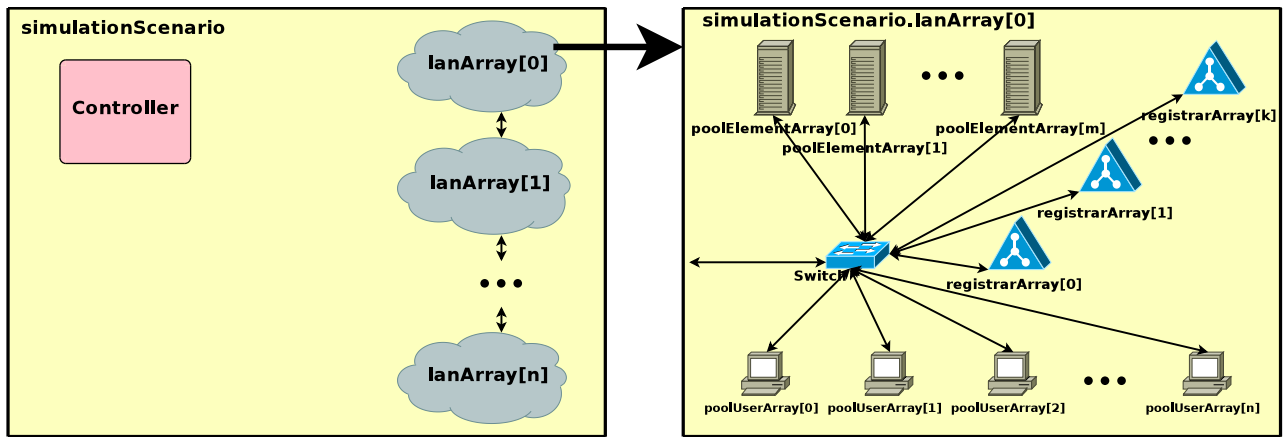 simulationScenario
Controller
lanArray[0]
lanArray[1]
lanArray[n]
simulationScenario.lanArray[0]
poolElementArray[0]
poolElementArray[1]
poolElementArray[m]
registrarArray[k]
registrarArray[1]
registrarArray[0]
Switch
poolUserArray[0]
poolUserArray[1]
poolUserArray[2]
poolUserArray[n]